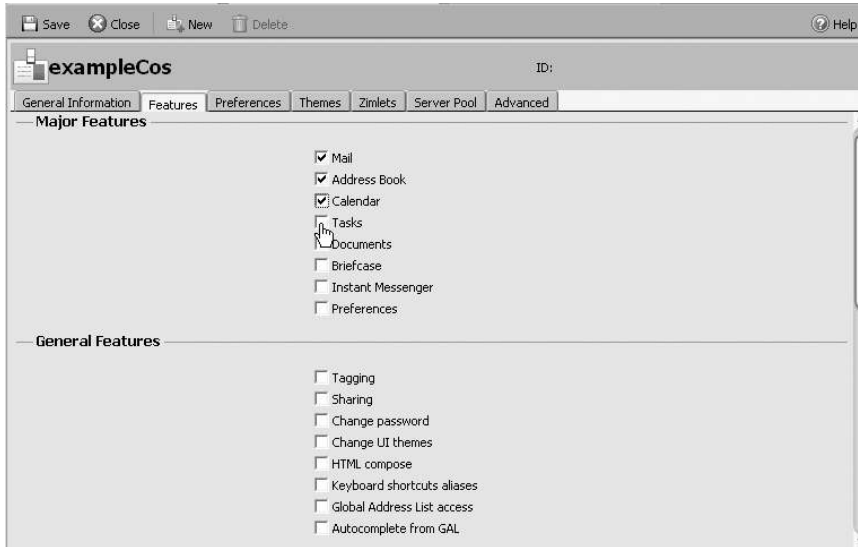 Save Close New Delete Help
exampleCos ID:
General Information Features Preferences Themes Zimlets Server Pool Advanced
Major Features
Mail
Address Book
Calendar
Tasks
Documents
Briefcase
Instant Messenger
Preferences
General Features
Tagging
Sharing
Change password
Change UI themes
HTML compose
Keyboard shortcuts aliases
Global Address List access
Autocomplete from GAL